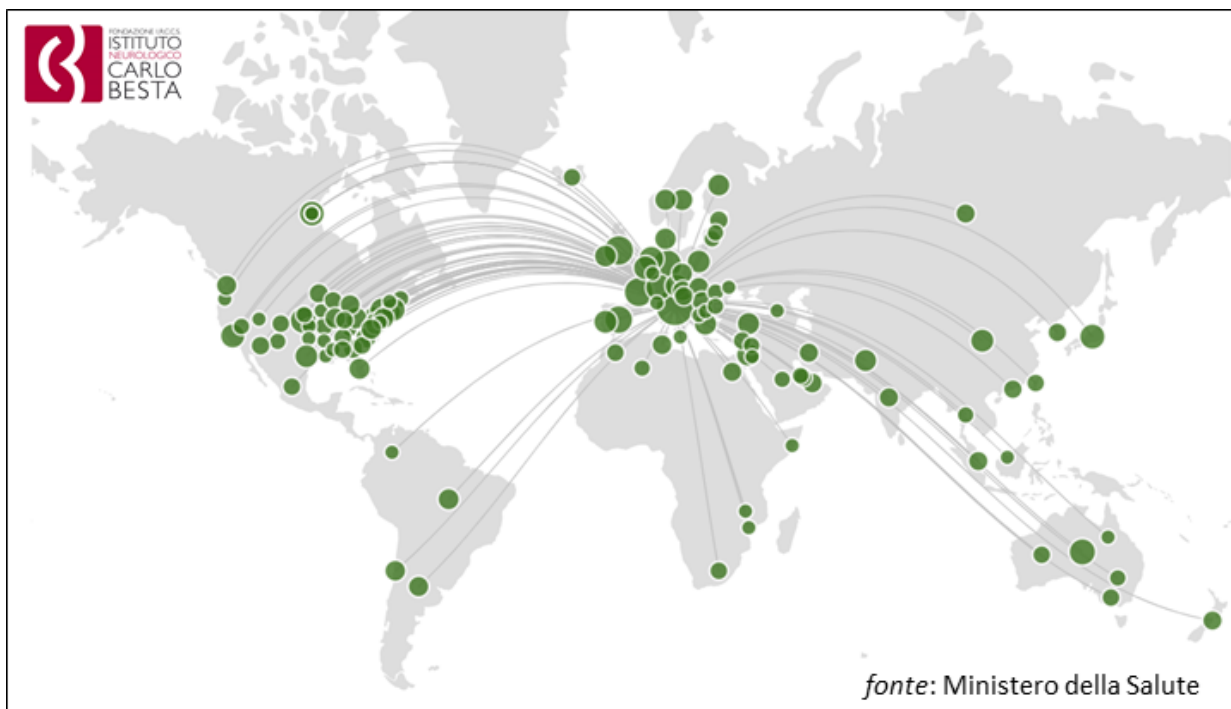 FONDAZIONE I.R.C.C.S.
ISTITUTO
NEUROLOGICO
CARLO
BESTA
fonte: Ministero della Salute